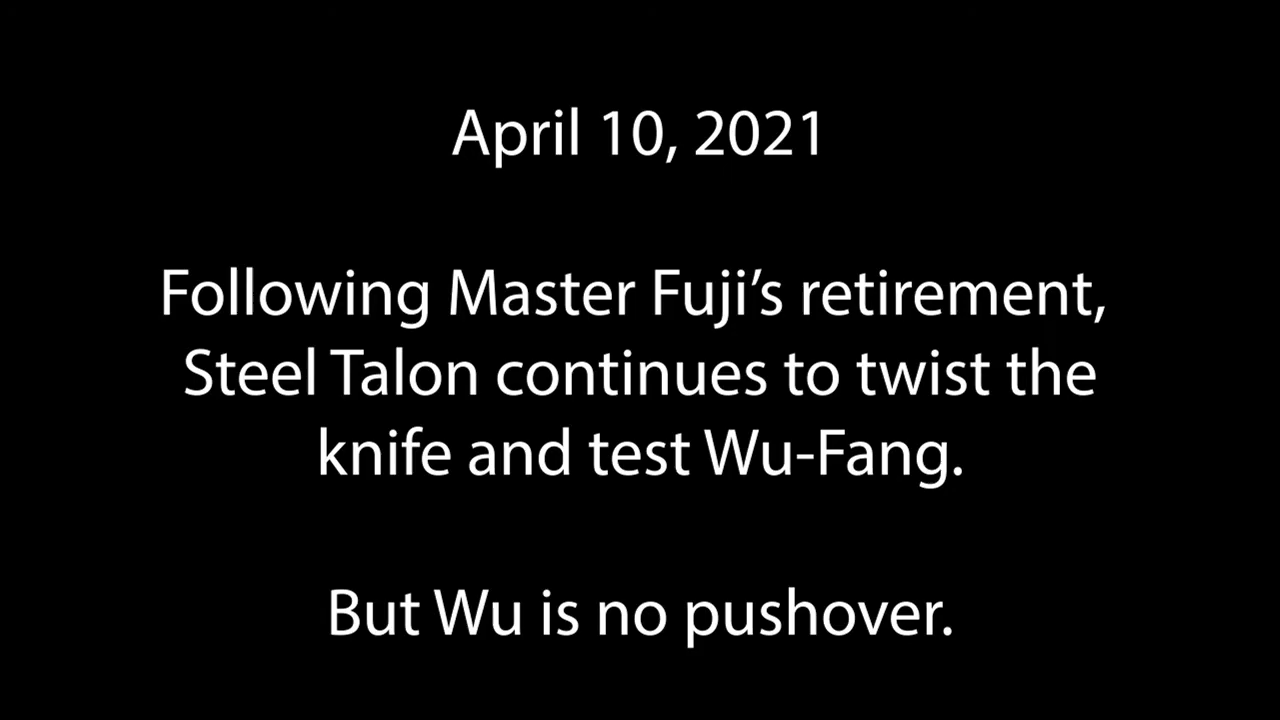 April 10, 2021
Following Master Fuji’s retirement,
Steel Talon continues to twist the
knife and test Wu-Fang.
But Wu is no pushover.